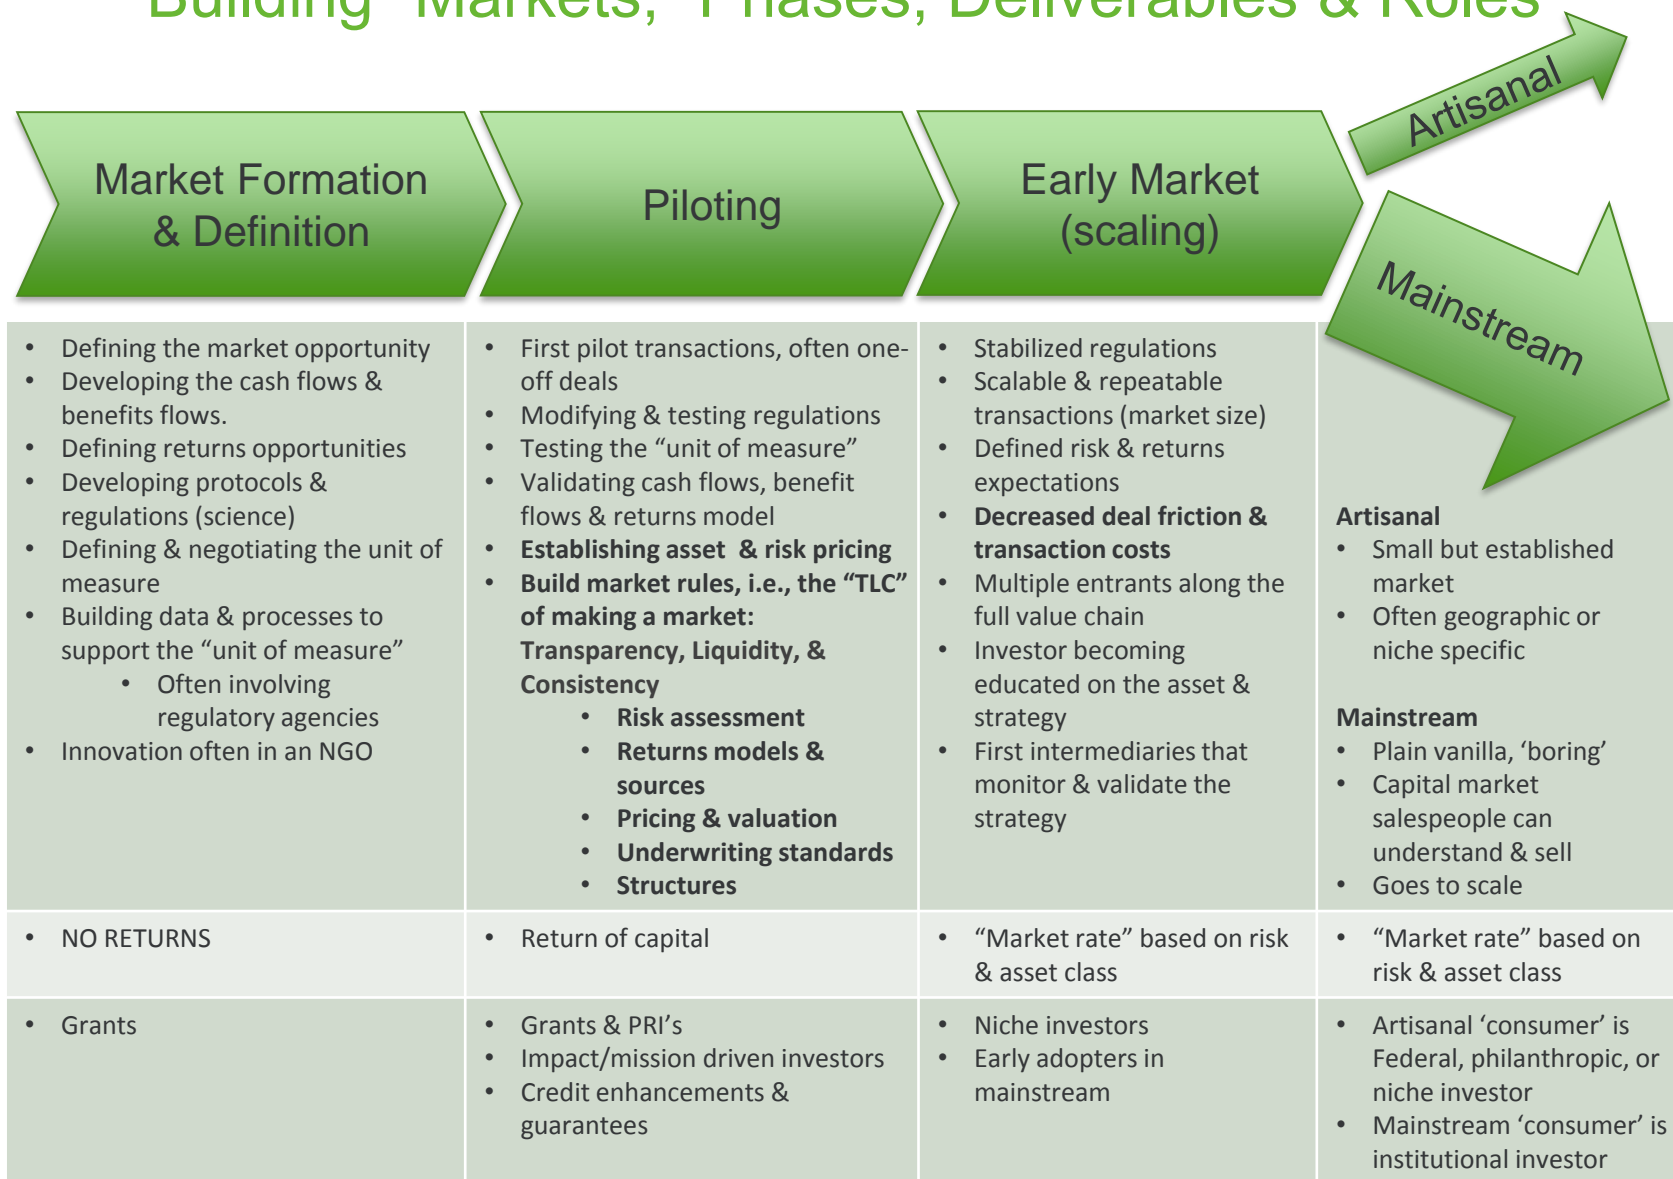 Building "Markets," Phases, Deliverables & Roles
Artisanal
Market Formation
& Definition
Piloting
Early Market
(scaling)
Mainstream
• Defining the market opportunity
• Developing the cash flows &
benefits flows.
• Defining returns opportunities
• Developing protocols &
regulations (science)
• Defining & negotiating the unit of
measure
• Building data & processes to
support the “unit of measure”
• Often involving
regulatory agencies
• Innovation often in an NGO
• First pilot transactions, often one-
off deals
• Modifying & testing regulations
• Testing the “unit of measure”
• Validating cash flows, benefit
flows & returns model
• Establishing asset & risk pricing
• Build market rules, i.e., the “TLC”
of making a market:
Transparency, Liquidity, &
Consistency
• Risk assessment
• Returns models &
sources
• Pricing & valuation
• Underwriting standards
• Structures
• Stabilized regulations
• Scalable & repeatable
transactions (market size)
• Defined risk & returns
expectations
• Decreased deal friction &
transaction costs
• Multiple entrants along the
full value chain
• Investor becoming
educated on the asset &
strategy
• First intermediaries that
monitor & validate the
strategy
Artisanal
• Small but established
market
• Often geographic or
niche specific
Mainstream
• Plain vanilla, ‘boring’
• Capital market
salespeople can
understand & sell
• Goes to scale
• NO RETURNS
• Return of capital
• “Market rate” based on risk
& asset class
• “Market rate” based on
risk & asset class
• Grants
• Grants & PRI’s
• Impact/mission driven investors
• Credit enhancements &
guarantees
• Niche investors
• Early adopters in
mainstream
• Artisanal ‘consumer’ is
Federal, philanthropic, or
niche investor
• Mainstream ‘consumer’ is
institutional investor